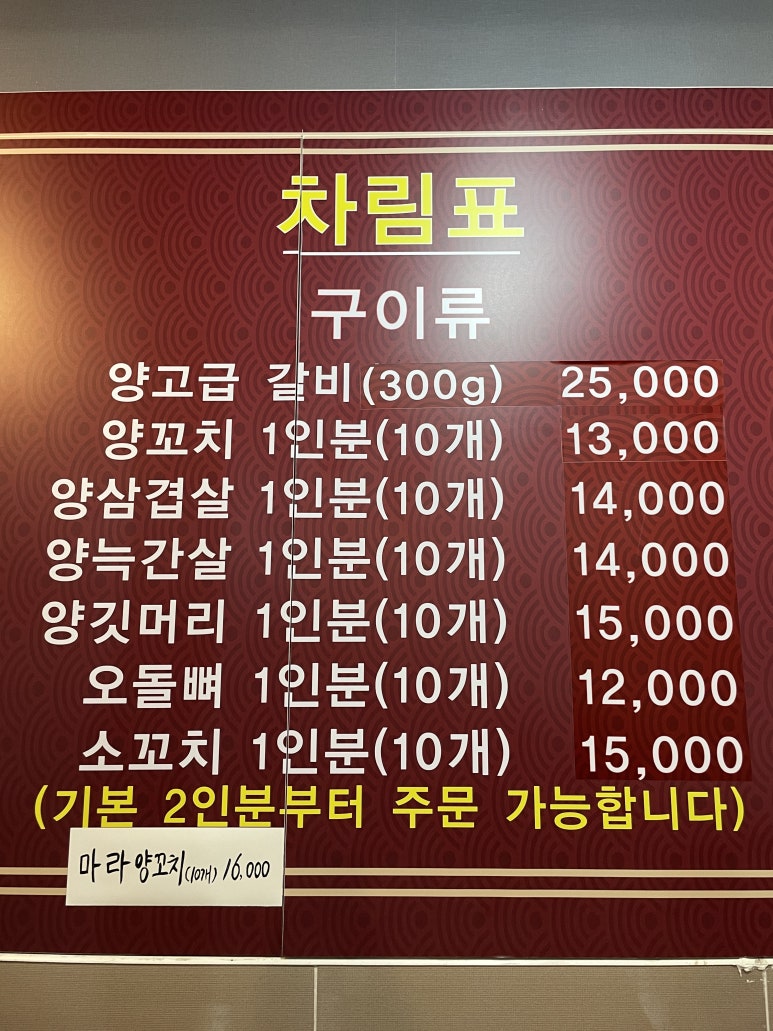 차림표
구이류
양고급 갈비(300g) 25,000
양꼬치 1인분(10개) 13,000
양삼겹살 1인분(10개) 14,000
양늑간살 1인분(10개) 14,000
양깃머리 1인분(10개) 15,000
오돌뼈 1인분(10개) 12,000
소꼬치 1인분(10개) 15,000
(기본 2인분부터 주문 가능합니다)
마라양꼬치(10개) 16,000